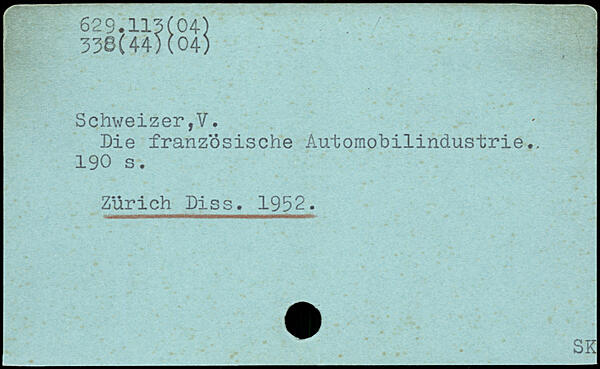 629.113(04)
338(44)(04)
Schweizer,V.
Die französische Automobilindustrie.
190 s.
Zürich Diss. 1952.
SK